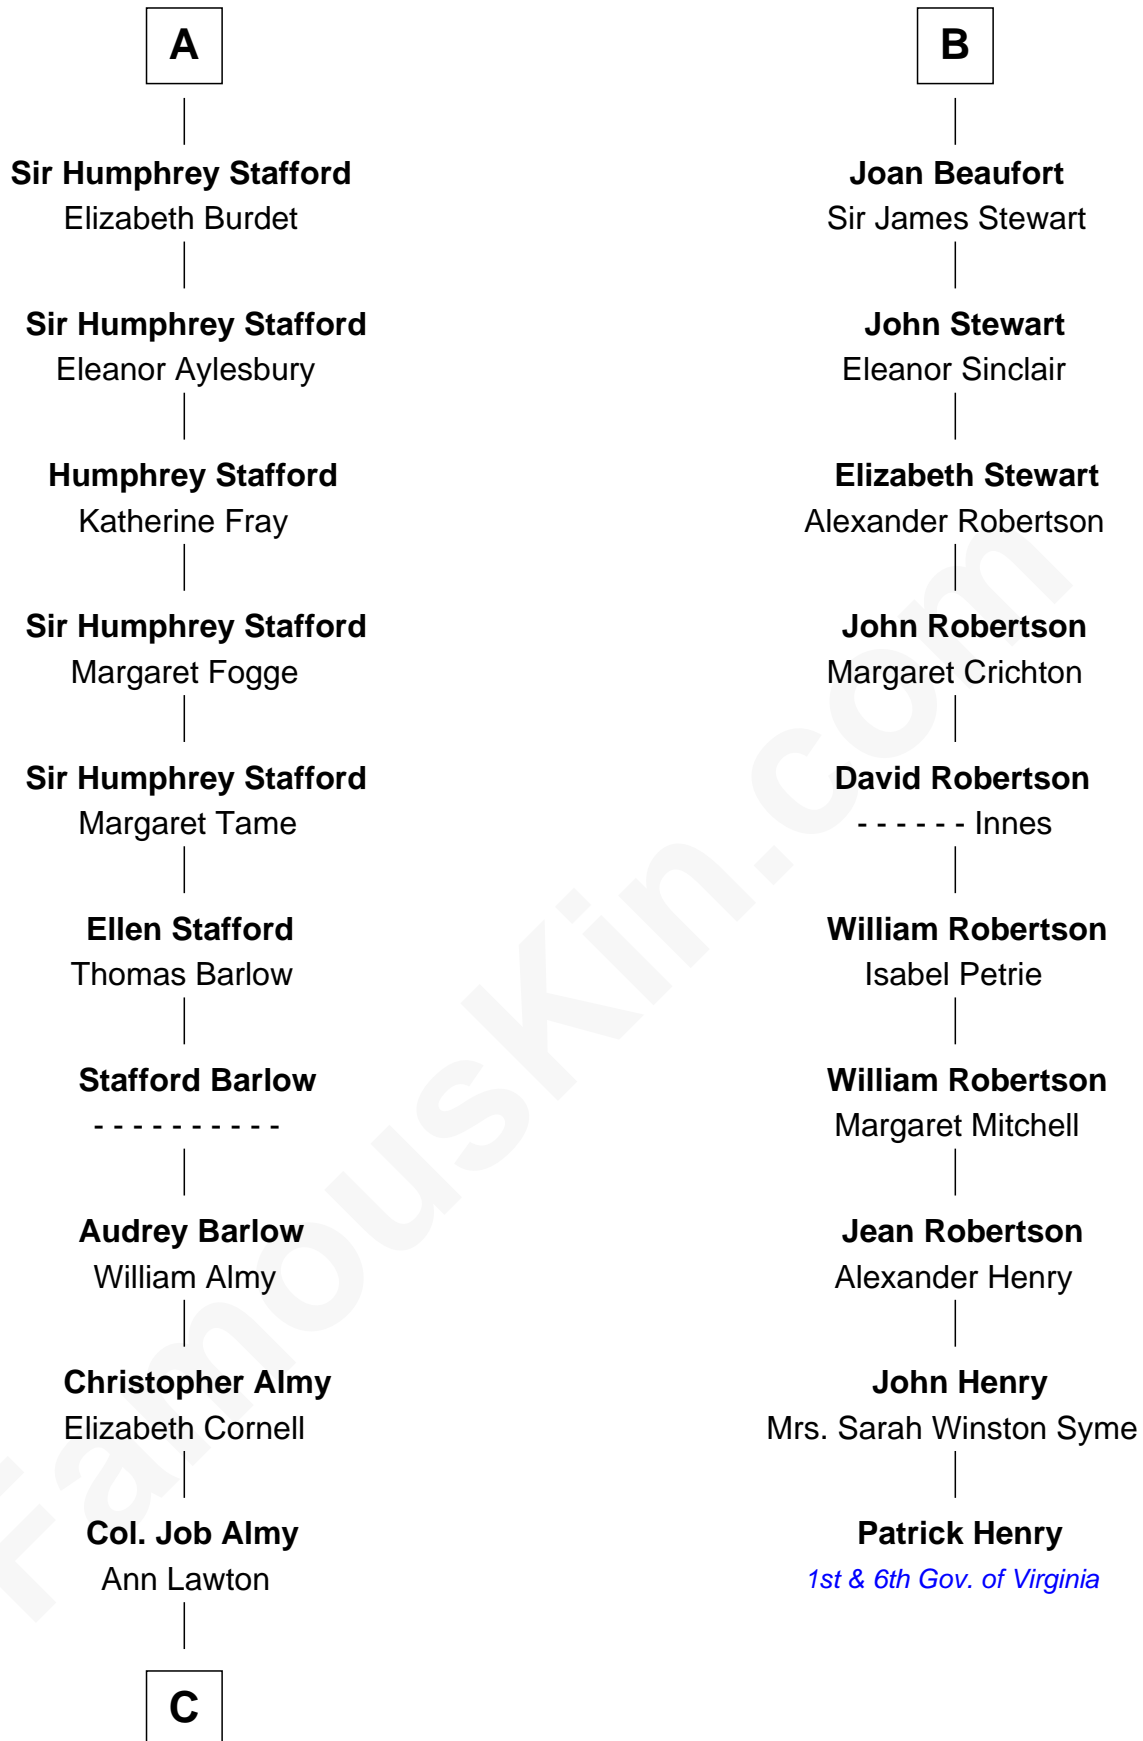 A
Sir Humphrey Stafford
Elizabeth Burdet
Sir Humphrey Stafford
Eleanor Aylesbury
Humphrey Stafford
Katherine Fray
Sir Humphrey Stafford
Margaret Fogge
Sir Humphrey Stafford
Margaret Tame
Ellen Stafford
Thomas Barlow
Stafford Barlow
- - - - - - - - - -
Audrey Barlow
William Almy
Christopher Almy
Elizabeth Cornell
Col. Job Almy
Ann Lawton
C
B
Joan Beaufort
Sir James Stewart
John Stewart
Eleanor Sinclair
Elizabeth Stewart
Alexander Robertson
John Robertson
Margaret Crichton
David Robertson
- - - - - - Innes
William Robertson
Isabel Petrie
William Robertson
Margaret Mitchell
Jean Robertson
Alexander Henry
John Henry
Mrs. Sarah Winston Syme
Patrick Henry
1st & 6th Gov. of Virginia
FamousKin.com